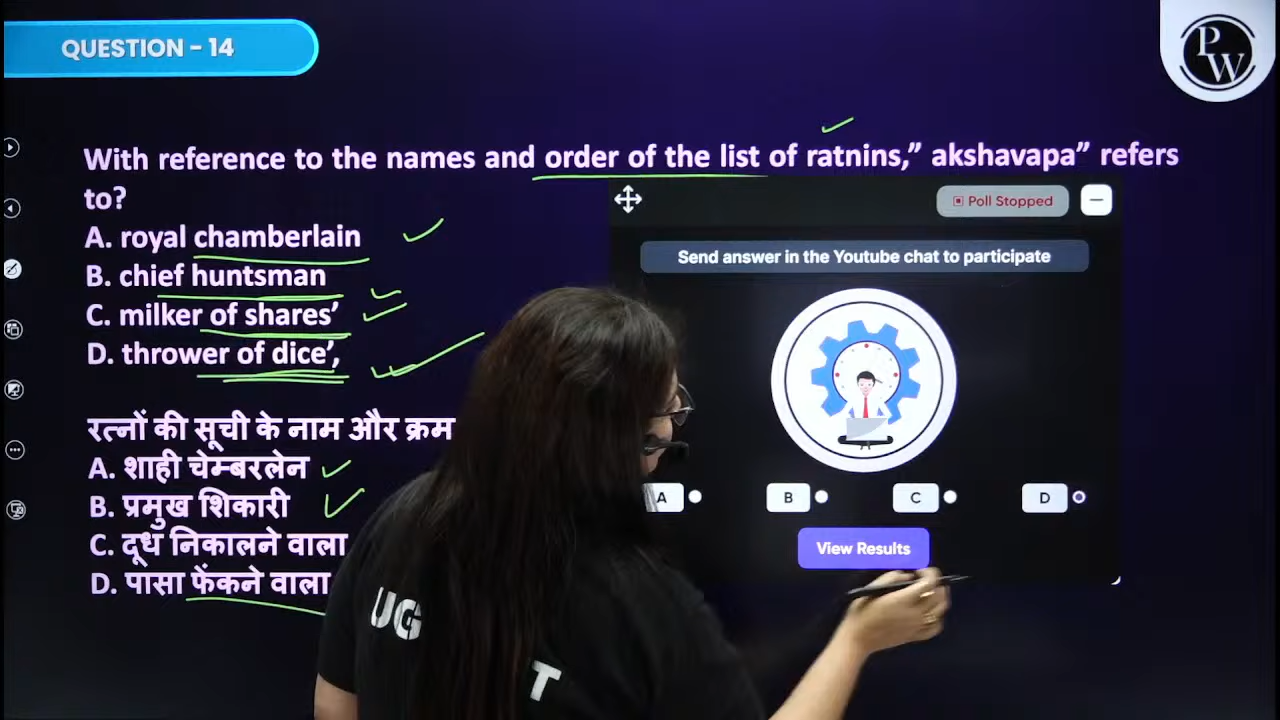 QUESTION - 14
PW
With reference to the names and order of the list of ratnins,” akshavapa” refers
to?
A. royal chamberlain
B. chief huntsman
C. milker of shares’
D. thrower of dice’,
Poll Stopped
Send answer in the Youtube chat to participate
A
B
C
D
View Results
रत्नों की सूची के नाम और क्रम
A. शाही चेम्बरलेन
B. प्रमुख शिकारी
C. दूध निकालने वाला
D. पासा फेंकने वाला
UG
T